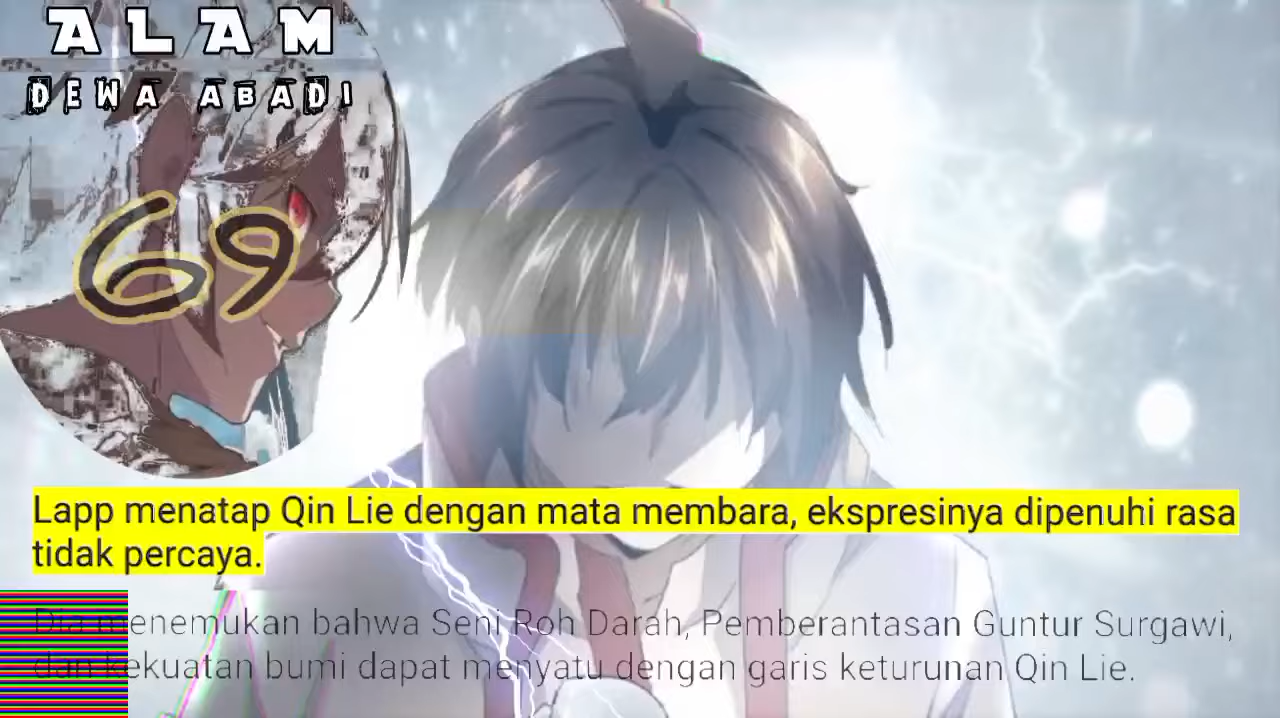 ALAM
DEWA ABADI
69
Lapp menatap Qin Lie dengan mata membara, ekspresinya dipenuhi rasa
tidak percaya.
Dia menemukan bahwa Seni Roh Darah, Pemberantasan Guntur Surgawi,
dan kekuatan bumi dapat menyatu dengan garis keturunan Qin Lie.